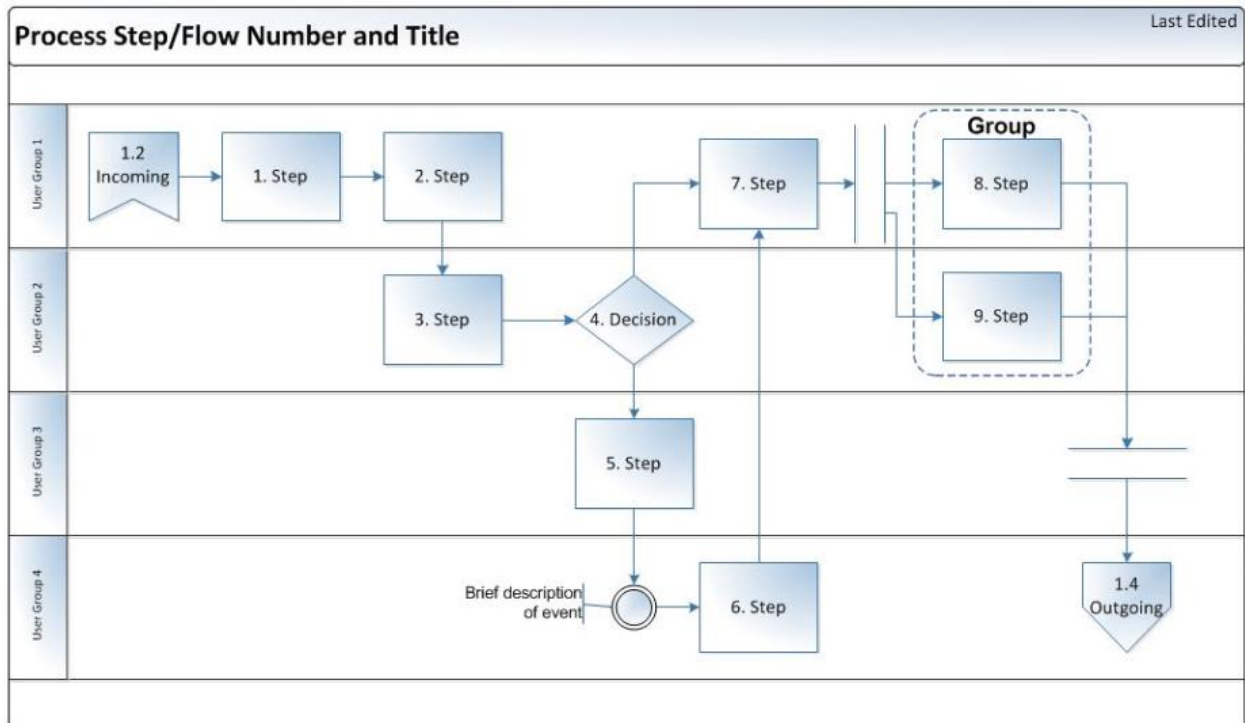 Process Step/Flow Number and Title
Last Edited
User Group 1
1.2
Incoming
1. Step
2. Step
7. Step
Group
8. Step
User Group 2
3. Step
4. Decision
9. Step
User Group 3
5. Step
User Group 4
Brief description
of event
6. Step
1.4
Outgoing